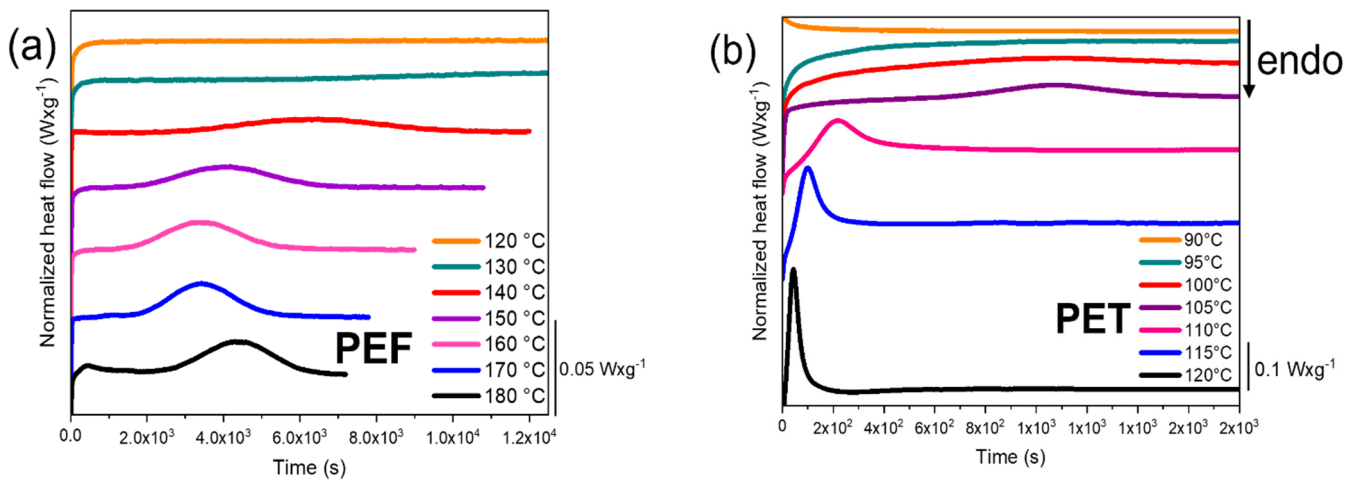 (a)
Normalized heat flow (Wxg⁻¹)
120 °C
130 °C
140 °C
150 °C
160 °C
170 °C
180 °C
PEF
0.05 Wxg⁻¹
0.0 2.0x10³ 4.0x10³ 6.0x10³ 8.0x10³ 1.0x10⁴ 1.2x10⁴
Time (s)
(b)
Normalized heat flow (Wxg⁻¹)
endo
90°C
95°C
100°C
105°C
110°C
115°C
120°C
PET
0.1 Wxg⁻¹
0 2x10² 4x10² 6x10² 8x10² 1x10³ 1x10³ 1x10³ 2x10³ 2x10³
Time (s)